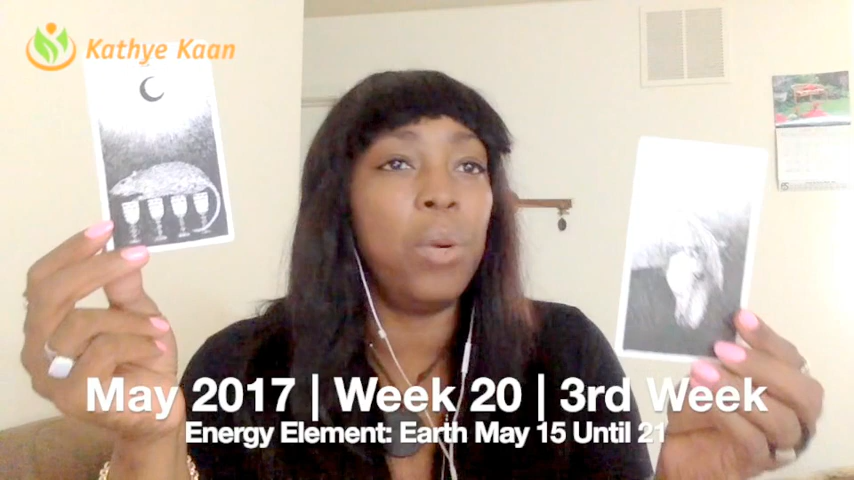 Kathye Kaan
May 2017 | Week 20 | 3rd Week
Energy Element: Earth May 15 Until 21